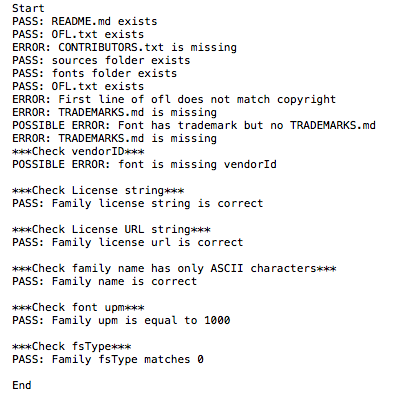 Start
PASS: README.md exists
PASS: OFL.txt exists
ERROR: CONTRIBUTORS.txt is missing
PASS: sources folder exists
PASS: fonts folder exists
PASS: OFL.txt exists
ERROR: First line of ofl does not match copyright
ERROR: TRADEMARKS.md is missing
POSSIBLE ERROR: Font has trademark but no TRADEMARKS.md
ERROR: TRADEMARKS.md is missing
***Check vendorID***
POSSIBLE ERROR: font is missing vendorId
***Check License string***
PASS: Family license string is correct
***Check License URL string***
PASS: Family license url is correct
***Check family name has only ASCII characters***
PASS: Family name is correct
***Check font upm***
PASS: Family upm is equal to 1000
***Check fsType***
PASS: Family fsType matches 0
End